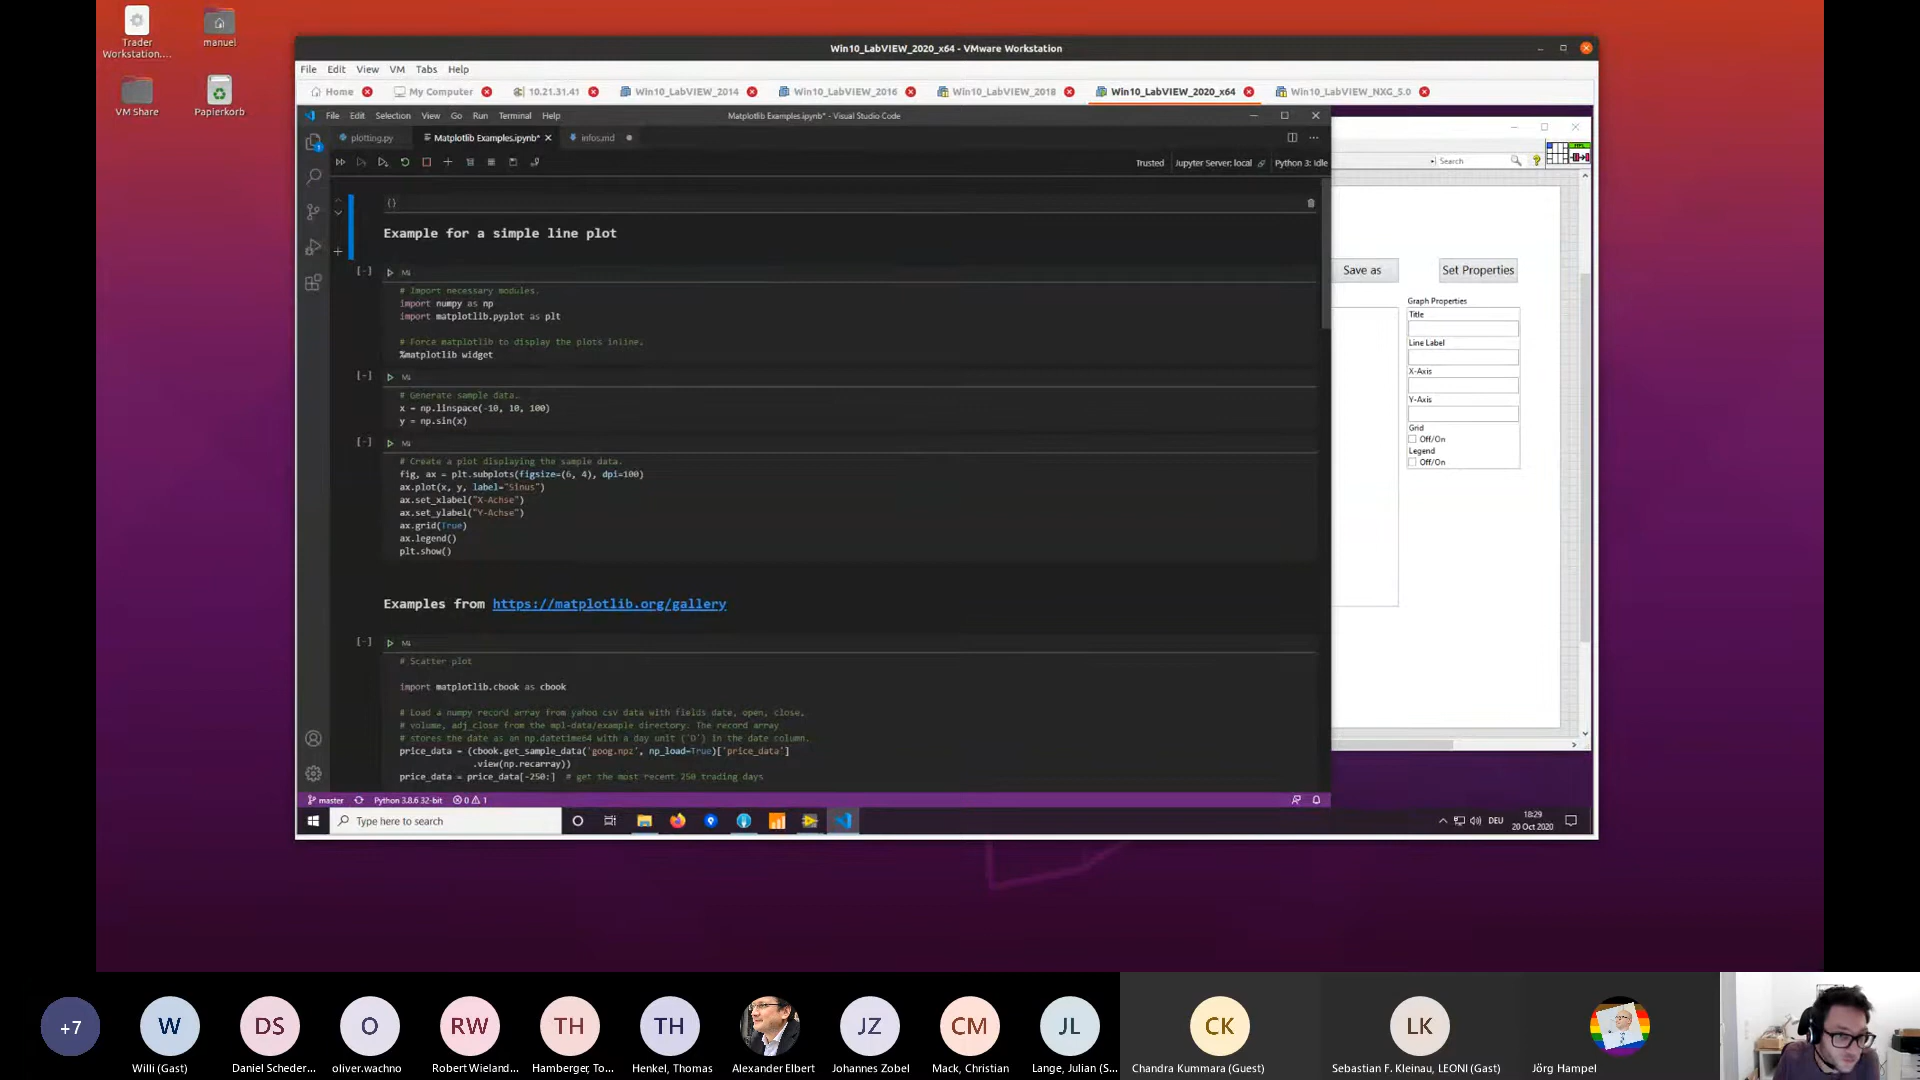 Trader
Workstation....
manuel
VM Share
Papierkorb
Win10_LabVIEW_2020_x64 - VMware Workstation
File Edit View VM Tabs Help
Home My Computer 10.21.31.41 Win10_LabVIEW_2014 Win10_LabVIEW_2016 Win10_LabVIEW_2018 Win10_LabVIEW_2020_x64 Win10_LabVIEW_NXG_5.0
File Edit Selection View Go Run Terminal Help
Matplotlib Examples.ipynb* - Visual Studio Code
plotting.py Matplotlib Examples.ipynb* infos.md
Trusted Jupyter Server: local Python 3: Idle
{}
Example for a simple line plot
[-] M↓
# Import necessary modules.
import numpy as np
import matplotlib.pyplot as plt
# Force matplotlib to display the plots inline.
%matplotlib widget
[-] M↓
# Generate sample data.
x = np.linspace(-10, 10, 100)
y = np.sin(x)
[-] M↓
# Create a plot displaying the sample data.
fig, ax = plt.subplots(figsize=(6, 4), dpi=100)
ax.plot(x, y, label="Sinus")
ax.set_xlabel("X-Achse")
ax.set_ylabel("Y-Achse")
ax.grid(True)
ax.legend()
plt.show()
Examples from https://matplotlib.org/gallery
[-] M↓
# Scatter plot
import matplotlib.cbook as cbook
# Load a numpy record array from yahoo csv data with fields date, open, close,
# volume, adj_close from the mpl-data/example directory. The record array
# stores the date as an np.datetime64 with a day unit ('D') in the date column.
price_data = (cbook.get_sample_data('goog.npz', np_load=True)['price_data']
.view(np.recarray))
price_data = price_data[-250:] # get the most recent 250 trading days
master Python 3.8.6 32-bit 0 1
Search
Save as
Set Properties
Graph Properties
Title
Line Label
X-Axis
Y-Axis
Grid
Off/On
Legend
Off/On
Type here to search
DEU
18:29
20 Oct 2020
+7 W DS O RW TH TH JZ CM JL CK LK
Willi (Gast) Daniel Scheder... oliver.wachno Robert Wieland... Hamberger, To... Henkel, Thomas Alexander Elbert Johannes Zobel Mack, Christian Lange, Julian (S... Chandra Kummara (Guest) Sebastian F. Kleinau, LEONI (Gast) Jörg Hampel